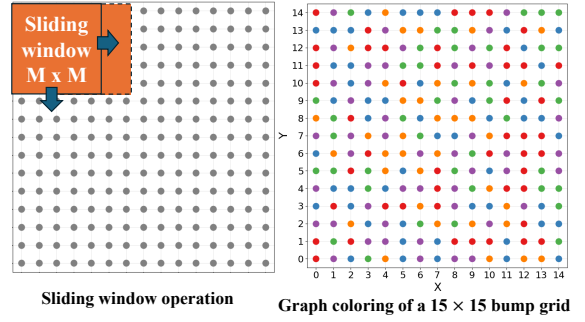 Sliding
window
M x M
Sliding window operation
14
13
12
11
10
9
8
7
6
5
4
3
2
1
0
Y
0 1 2 3 4 5 6 7 8 9 10 11 12 13 14
X
Graph coloring of a 15 × 15 bump grid